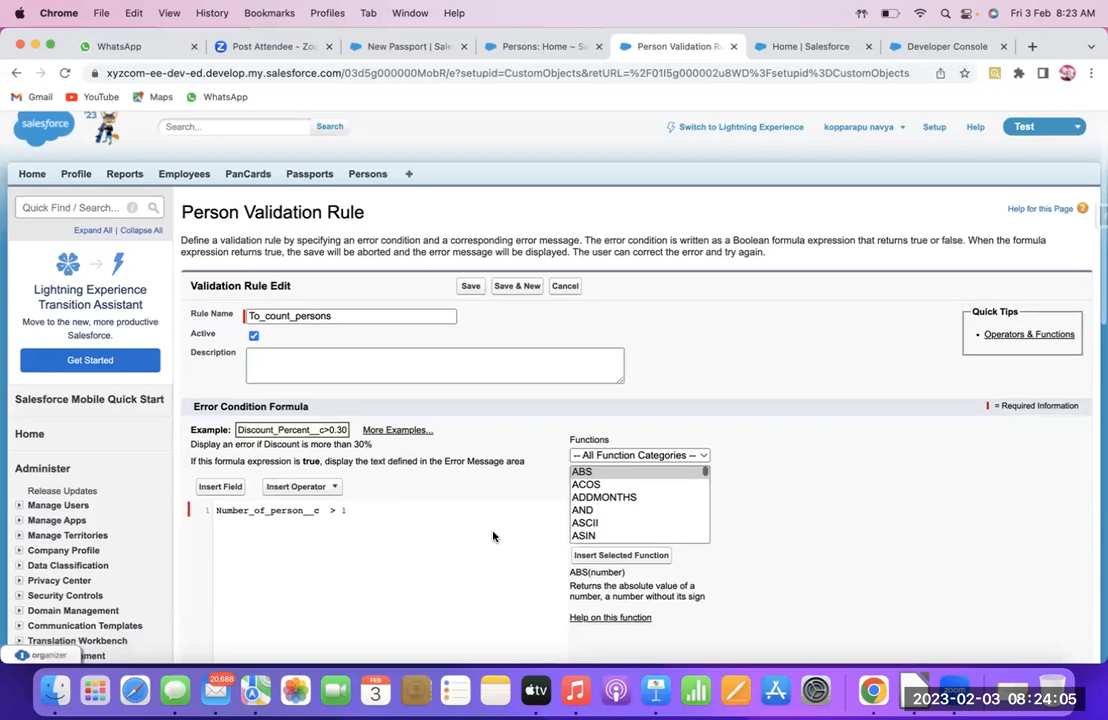 Chrome File Edit View History Bookmarks Profiles Tab Window Help Fri 3 Feb 8:23 AM
WhatsApp Post Attendee – Zo New Passport | Sale Persons: Home ~ Sa Person Validation R Home | Salesforce Developer Console
xyzcom-ee-dev-ed.develop.my.salesforce.com/03d5g000000MobR/e?setupid=CustomObjects&retURL=%2F01I5g000002u8WD%3Fsetupid%3DCustomObjects
Gmail YouTube Maps WhatsApp
salesforce '23 Search... Search Switch to Lightning Experience kopparapu navya Setup Help Test
Home Profile Reports Employees PanCards Passports Persons +
Quick Find / Search...
Expand All | Collapse All
Lightning Experience
Transition Assistant
Move to the new, more productive
Salesforce.
Get Started
Salesforce Mobile Quick Start
Home
Administer
Release Updates
Manage Users
Manage Apps
Manage Territories
Company Profile
Data Classification
Privacy Center
Security Controls
Domain Management
Communication Templates
Translation Workbench
organizer
Person Validation Rule
Help for this Page
Define a validation rule by specifying an error condition and a corresponding error message. The error condition is written as a Boolean formula expression that returns true or false. When the formula
expression returns true, the save will be aborted and the error message will be displayed. The user can correct the error and try again.
Validation Rule Edit Save Save & New Cancel
Rule Name To_count_persons
Active
Description
Quick Tips
• Operators & Functions
Error Condition Formula
= Required Information
Example: Discount_Percent__c>0.30 More Examples...
Display an error if Discount is more than 30%
If this formula expression is true, display the text defined in the Error Message area
Insert Field Insert Operator
1 Number_of_person__c > 1
Functions
-- All Function Categories --
ABS
ACOS
ADDMONTHS
AND
ASCII
ASIN
Insert Selected Function
ABS(number)
Returns the absolute value of a
number, a number without its sign
Help on this function
20,688
FEB
3
tv
2023-02-03 08:24:05